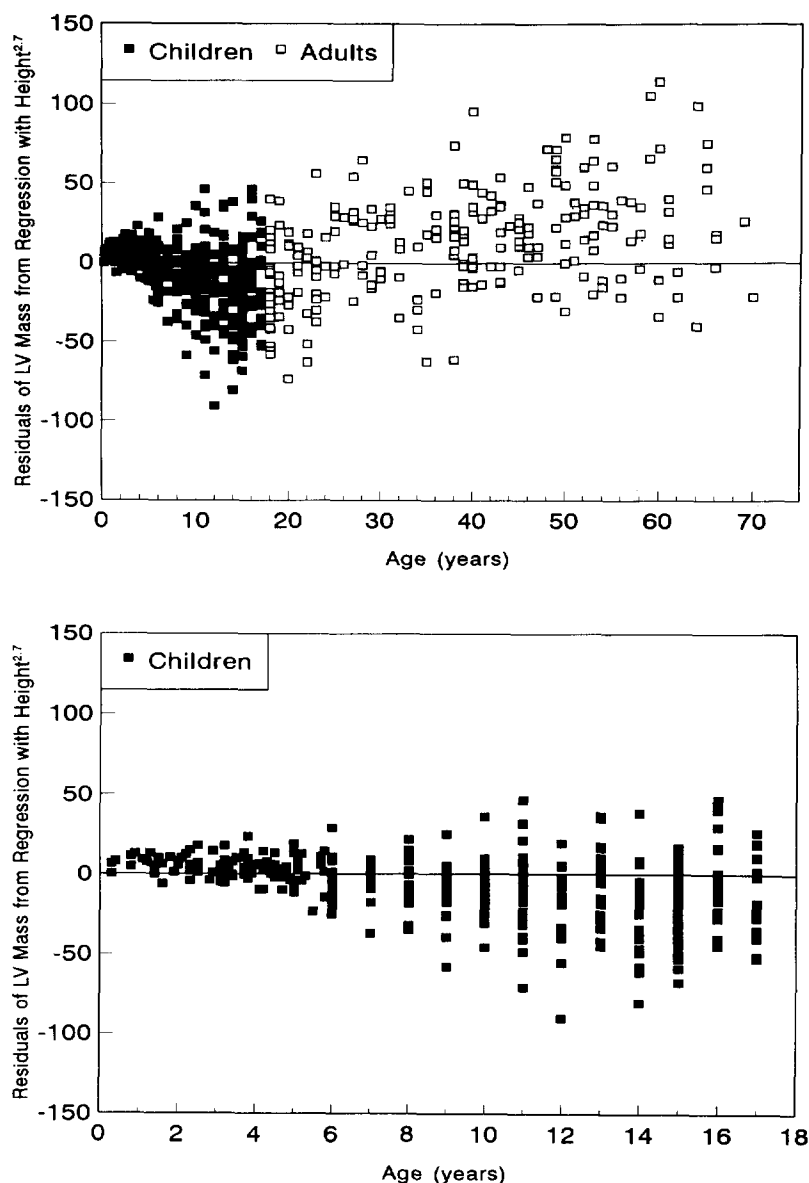 Residuals of LV Mass from Regression with Height2.7
150
100
50
0
-50
-100
-150
■ Children □ Adults
0 10 20 30 40 50 60 70
Age (years)
Residuals of LV Mass from Regression with Height2.7
150
100
50
0
-50
-100
-150
■ Children
0 2 4 6 8 10 12 14 16 18
Age (years)